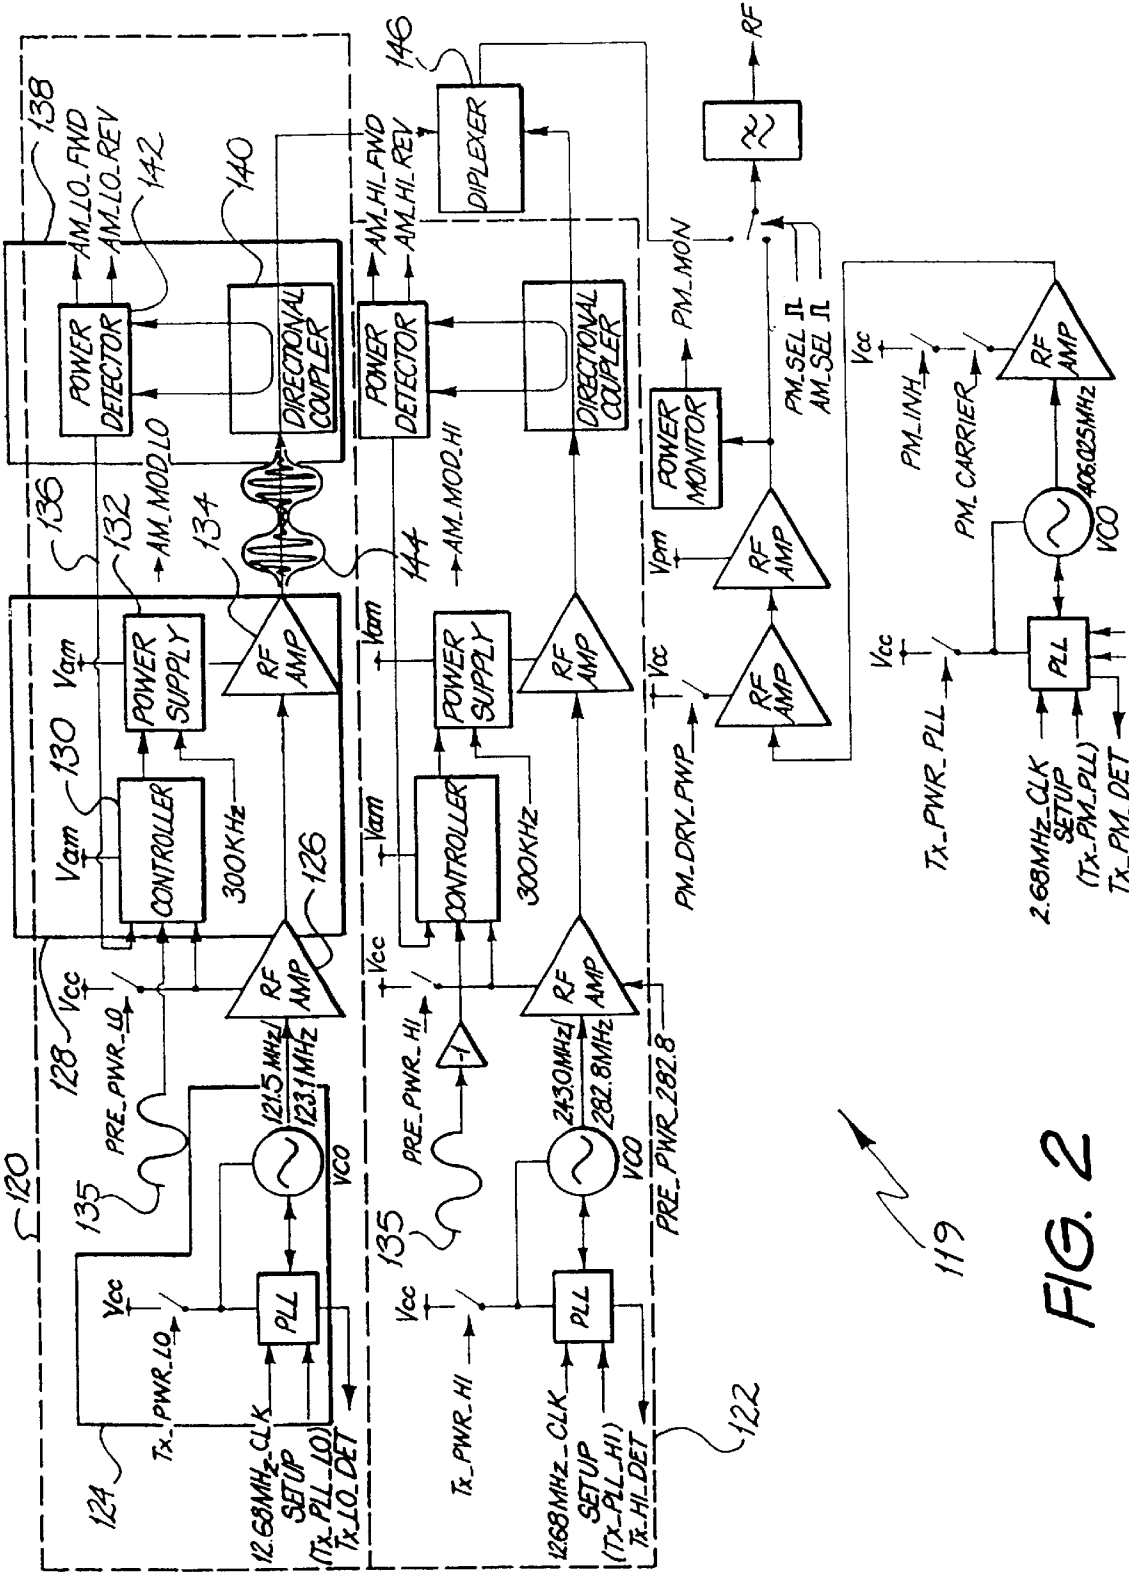 120
124
Tx_PWR_LO
Vcc
12.68MHz_CLK
SETUP
(Tx_PLL_LO)
Tx_LO_DET
PLL
VCO
135
121.5 MHz/
123.1MHz
128
PRE_PWR_LO
Vcc
RF
AMP
126
130
Vam
CONTROLLER
300KHz
Vam
132
POWER
SUPPLY
134
RF
AMP
136
AM_MOD_LO
144
138
POWER
DETECTOR
AM_LO_FWD
AM_LO_REV
142
140
DIRECTIONAL
COUPLER
122
Tx_PWR_HI
Vcc
12.68MHz_CLK
SETUP
(Tx_PLL_HI)
Tx_HI_DET
PLL
VCO
135
243.0MHz/
282.8MHz
PRE_PWR_HI
-1
Vcc
RF
AMP
PRE_PWR_282.8
Vam
CONTROLLER
300KHz
Vam
POWER
SUPPLY
RF
AMP
AM_MOD_HI
POWER
DETECTOR
AM_HI_FWD
AM_HI_REV
DIRECTIONAL
COUPLER
146
DIPLEXER
PM_DRV_PWP
Vcc
RF
AMP
Vpm
RF
AMP
POWER
MONITOR
PM_MON
PM_SEL
AM_SEL
RF
Tx_PWR_PLL
Vcc
2.68MHz_CLK
SETUP
(Tx_PM_PLL)
Tx_PM_DET
PLL
VCO
406.025MHz
PM_INH
PM_CARRIER
Vcc
RF
AMP
119
FIG. 2